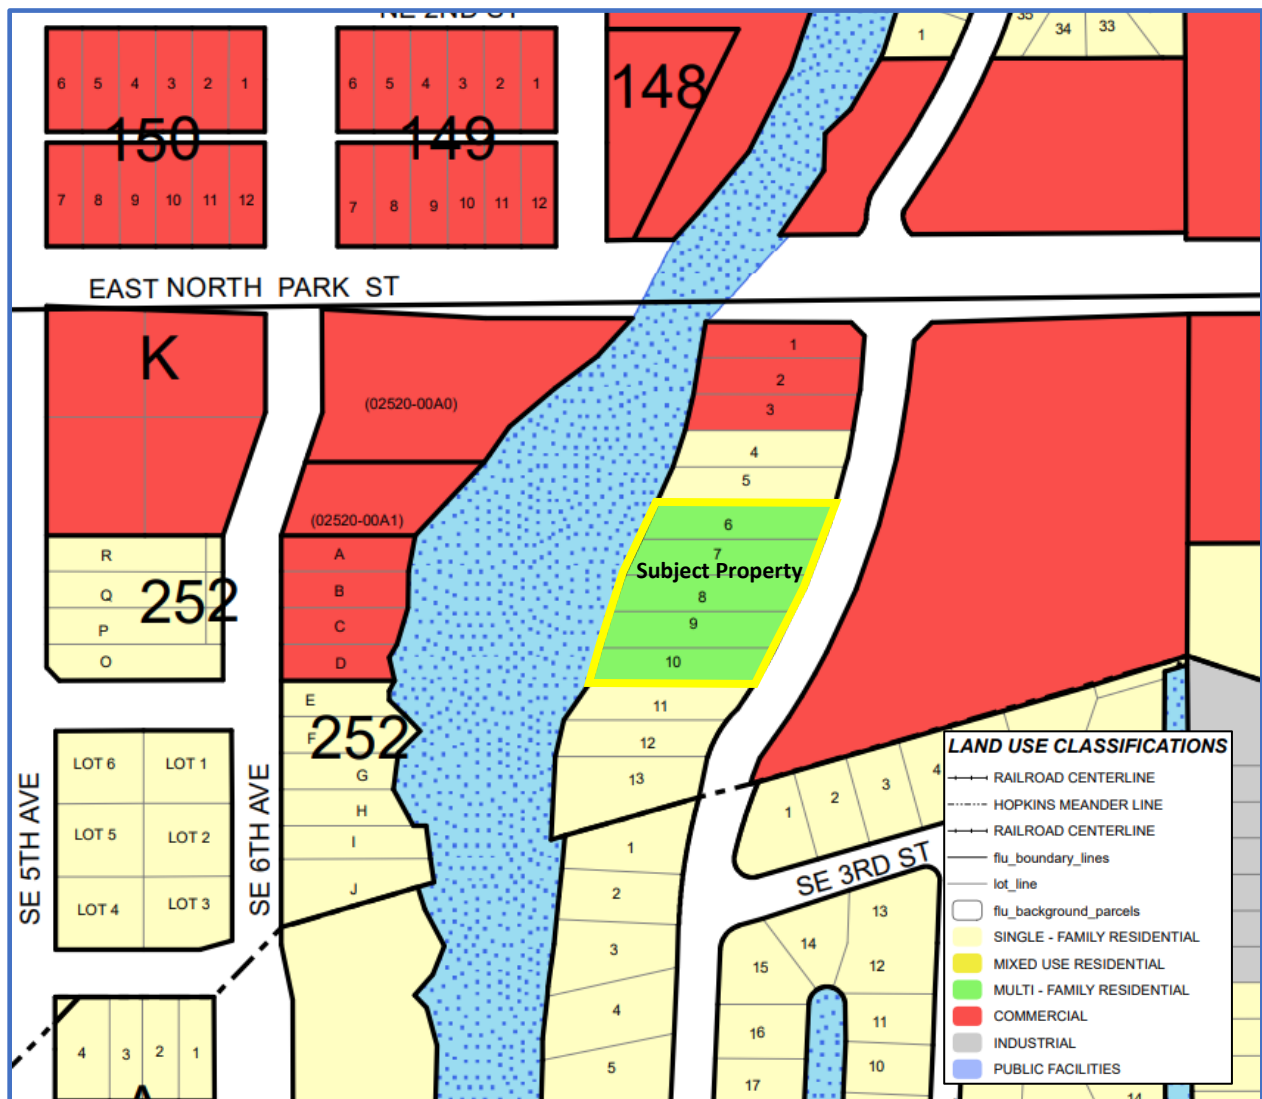 NE 2ND ST
1
35
34
33
6 5 4 3 2 1
150
7 8 9 10 11 12
6 5 4 3 2 1
149
7 8 9 10 11 12
148
EAST NORTH PARK ST
K
(02520-00A0)
(02520-00A1)
1
2
3
4
5
6
7
Subject Property
8
9
10
11
12
13
R
Q
P
O
252
A
B
C
D
E
F
252
G
H
I
J
SE 5TH AVE
SE 6TH AVE
LOT 6 LOT 1
LOT 5 LOT 2
LOT 4 LOT 3
4 3 2 1
1
2
3
4
5
1 2 3 4
SE 3RD ST
13
14
15
12
16
11
17
10
14
LAND USE CLASSIFICATIONS
RAILROAD CENTERLINE
HOPKINS MEANDER LINE
RAILROAD CENTERLINE
flu_boundary_lines
lot_line
flu_background_parcels
SINGLE - FAMILY RESIDENTIAL
MIXED USE RESIDENTIAL
MULTI - FAMILY RESIDENTIAL
COMMERCIAL
INDUSTRIAL
PUBLIC FACILITIES